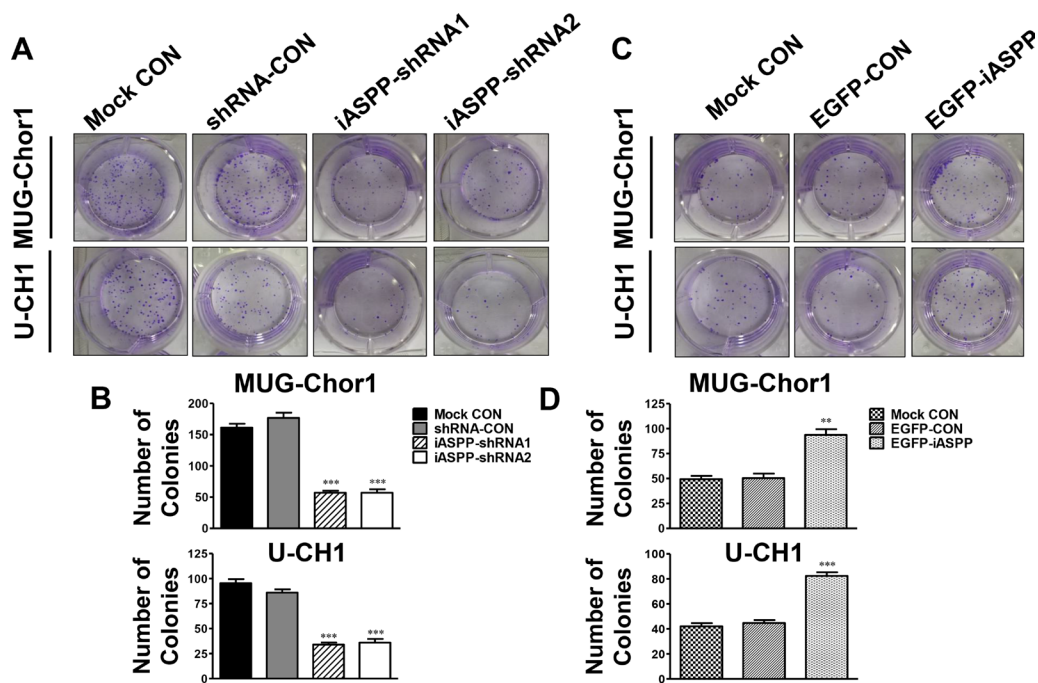 A
Mock CON
shRNA-CON
iASPP-shRNA1
iASPP-shRNA2
MUG-Chor1
U-CH1
C
Mock CON
EGFP-CON
EGFP-iASPP
MUG-Chor1
U-CH1
B
MUG-Chor1
Number of
Colonies
200
150
100
50
0
***
***
Mock CON
shRNA-CON
iASPP-shRNA1
iASPP-shRNA2
U-CH1
Number of
Colonies
125
100
75
50
25
0
***
***
D
MUG-Chor1
Number of
Colonies
125
100
75
50
25
0
**
Mock CON
EGFP-CON
EGFP-iASPP
U-CH1
Number of
Colonies
100
80
60
40
20
0
***